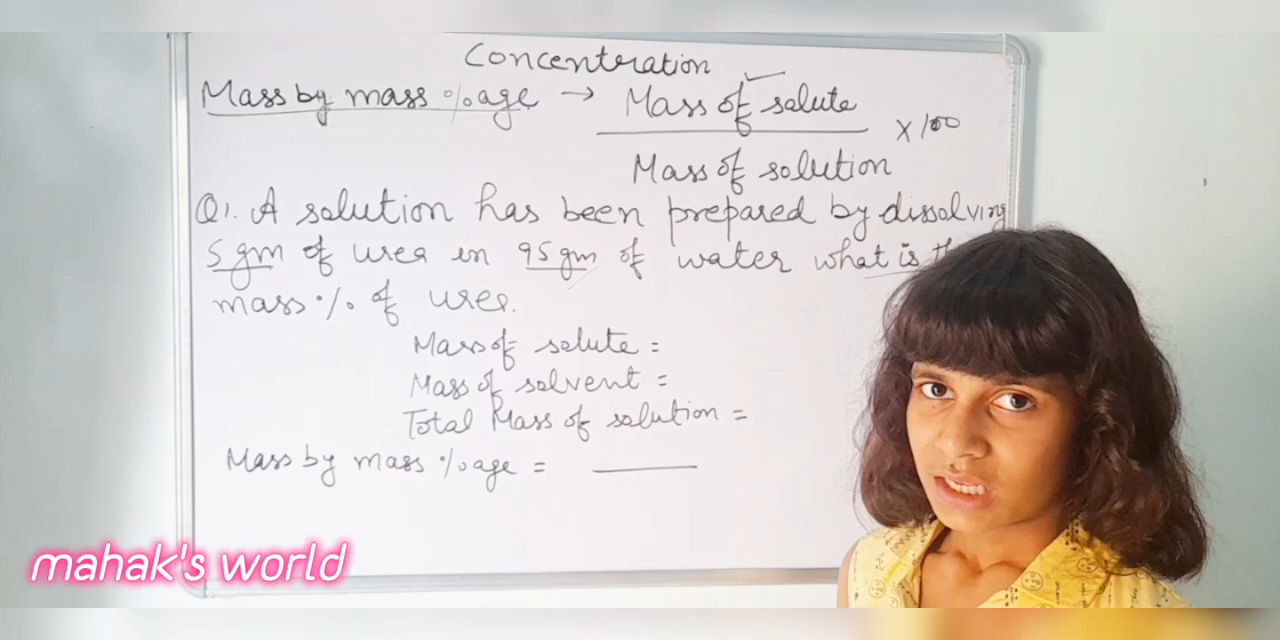 Concentration
Mass by mass %age → Mass of solute
× 100
Mass of solution
Q1. A solution has been prepared by dissolving
5 gm of urea in 95 gm of water what is
mass % of urea.
Mass of solute =
Mass of solvent =
Total Mass of solution =
Mass by mass %age =
mahak's world